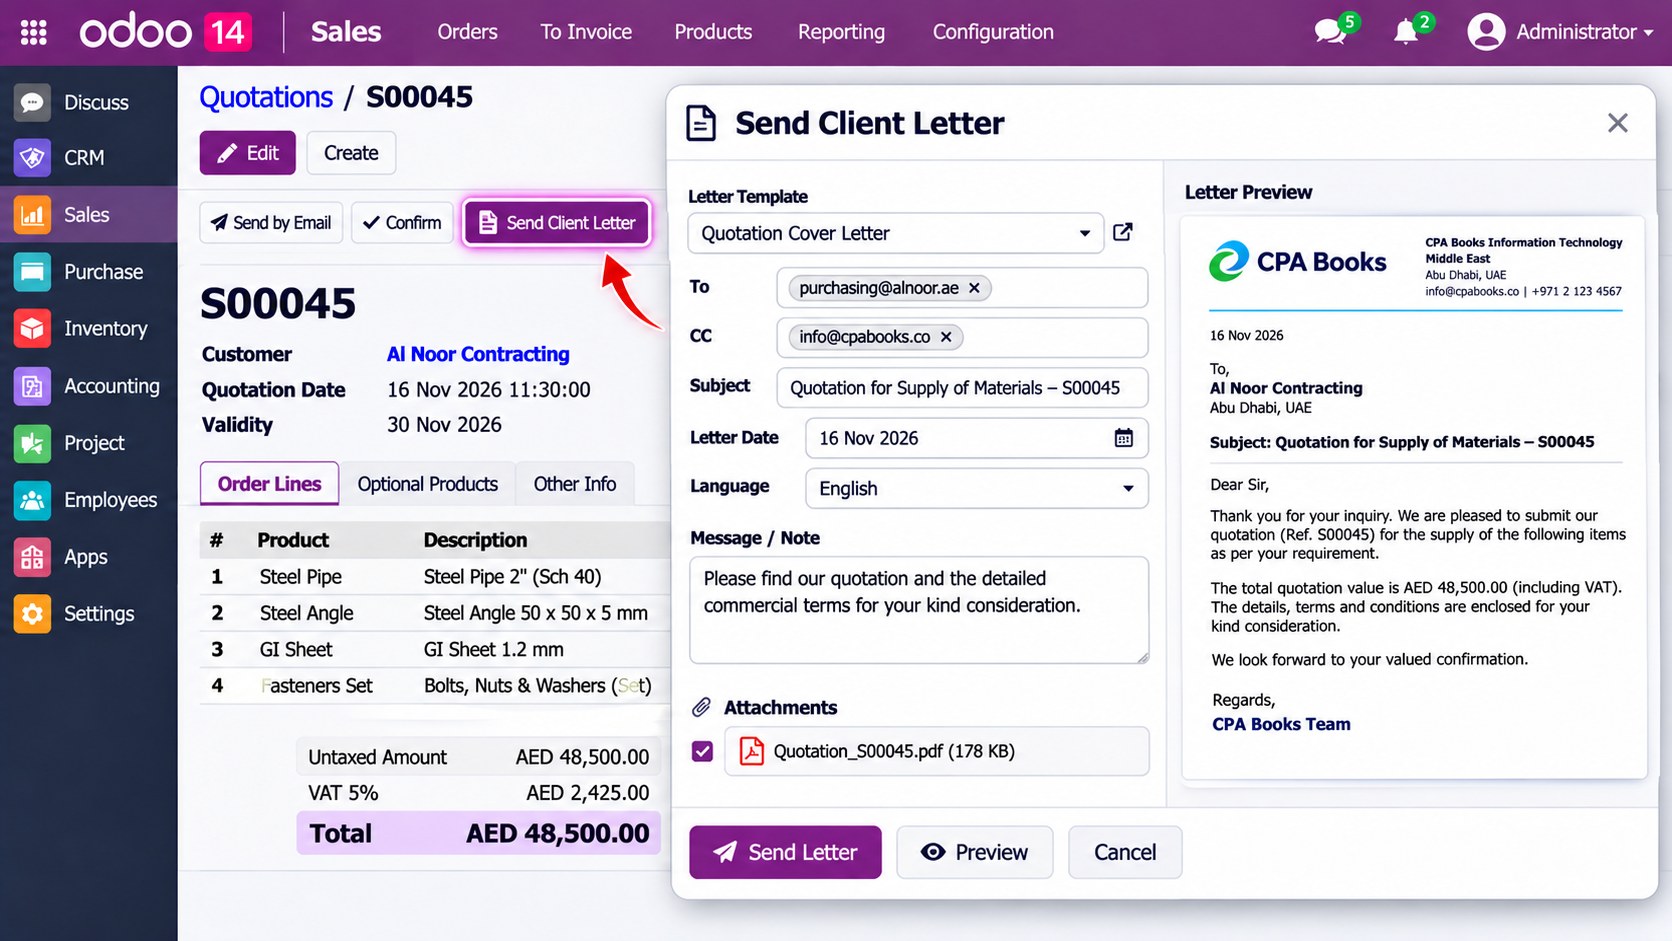 odoo 14
Sales
Orders
To Invoice
Products
Reporting
Configuration
5
2
Administrator
Discuss
CRM
Sales
Purchase
Inventory
Accounting
Project
Employees
Apps
Settings
Quotations / S00045
Edit
Create
Send by Email
Confirm
Send Client Letter
S00045
Customer Al Noor Contracting
Quotation Date 16 Nov 2026 11:30:00
Validity 30 Nov 2026
Order Lines
Optional Products
Other Info
# Product Description
1 Steel Pipe Steel Pipe 2" (Sch 40)
2 Steel Angle Steel Angle 50 x 50 x 5 mm
3 GI Sheet GI Sheet 1.2 mm
4 Fasteners Set Bolts, Nuts & Washers (Set)
Untaxed Amount AED 48,500.00
VAT 5% AED 2,425.00
Total AED 48,500.00
Send Client Letter
Letter Template
Quotation Cover Letter
To purchasing@alnoor.ae
CC info@cpabooks.co
Subject Quotation for Supply of Materials – S00045
Letter Date 16 Nov 2026
Language English
Message / Note
Please find our quotation and the detailed
commercial terms for your kind consideration.
Attachments
Quotation_S00045.pdf (178 KB)
Send Letter
Preview
Cancel
Letter Preview
CPA Books
CPA Books Information Technology
Middle East
Abu Dhabi, UAE
info@cpabooks.co | +971 2 123 4567
16 Nov 2026
To,
Al Noor Contracting
Abu Dhabi, UAE
Subject: Quotation for Supply of Materials – S00045
Dear Sir,
Thank you for your inquiry. We are pleased to submit our
quotation (Ref. S00045) for the supply of the following items
as per your requirement.
The total quotation value is AED 48,500.00 (including VAT).
The details, terms and conditions are enclosed for your
kind consideration.
We look forward to your valued confirmation.
Regards,
CPA Books Team